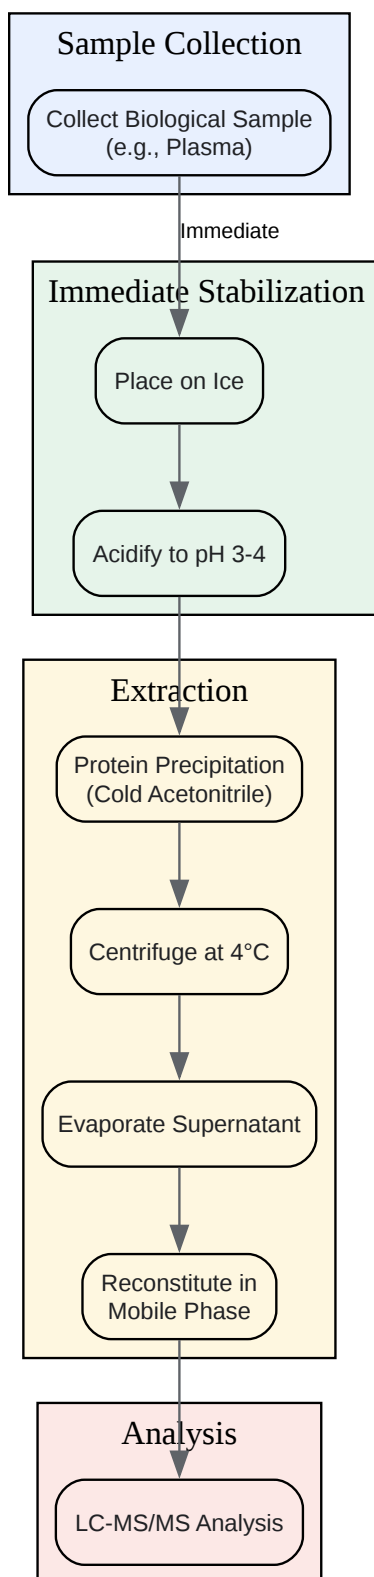 Sample Collection
Collect Biological Sample
(e.g., Plasma)
Immediate
Immediate Stabilization
Place on Ice
Acidify to pH 3-4
Extraction
Protein Precipitation
(Cold Acetonitrile)
Centrifuge at 4°C
Evaporate Supernatant
Reconstitute in
Mobile Phase
Analysis
LC-MS/MS Analysis